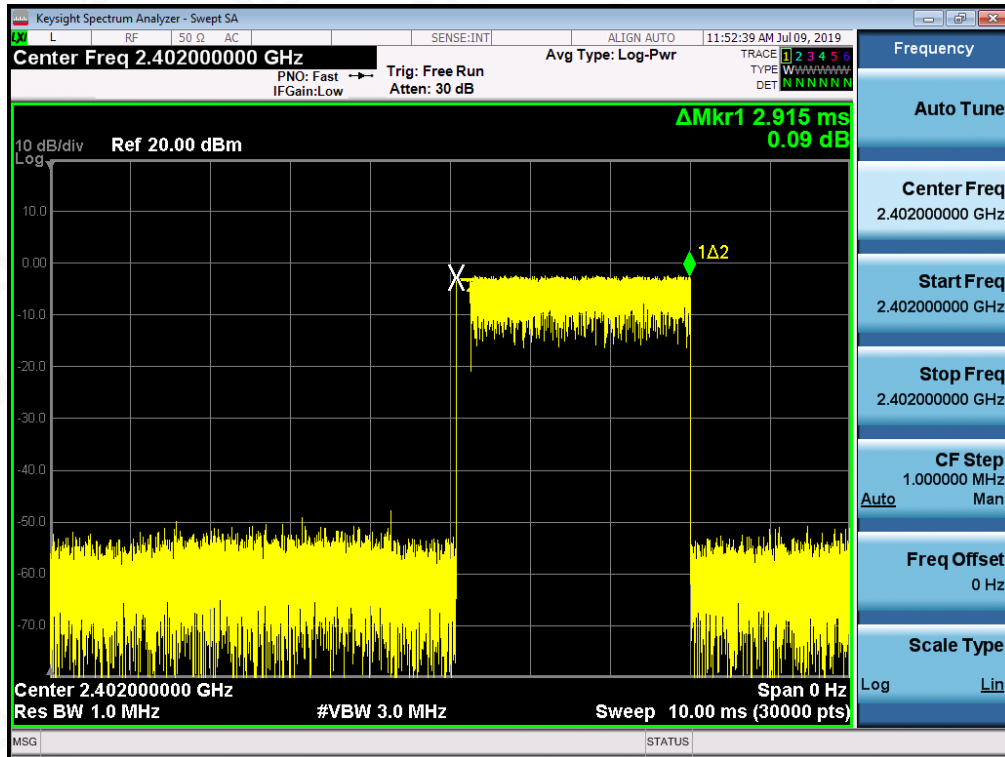 Keysight Spectrum Analyzer - Swept SA
LXI L RF 50 Ω AC SENSE:INT ALIGN AUTO 11:52:39 AM Jul 09, 2019
Center Freq 2.402000000 GHz
PNO: Fast
IFGain:Low
Trig: Free Run
Atten: 30 dB
Avg Type: Log-Pwr
TRACE 1 2 3 4 5 6
TYPE WWWWWW
DET N N N N N N
ΔMkr1 2.915 ms
0.09 dB
10 dB/div Ref 20.00 dBm
Log
10.0
0.00
-10.0
-20.0
-30.0
-40.0
-50.0
-60.0
-70.0
1Δ2
Center 2.402000000 GHz Span 0 Hz
Res BW 1.0 MHz #VBW 3.0 MHz Sweep 10.00 ms (30000 pts)
MSG STATUS
Frequency
Auto Tune
Center Freq
2.402000000 GHz
Start Freq
2.402000000 GHz
Stop Freq
2.402000000 GHz
CF Step
1.000000 MHz
Auto Man
Freq Offset
0 Hz
Scale Type
Log Lin